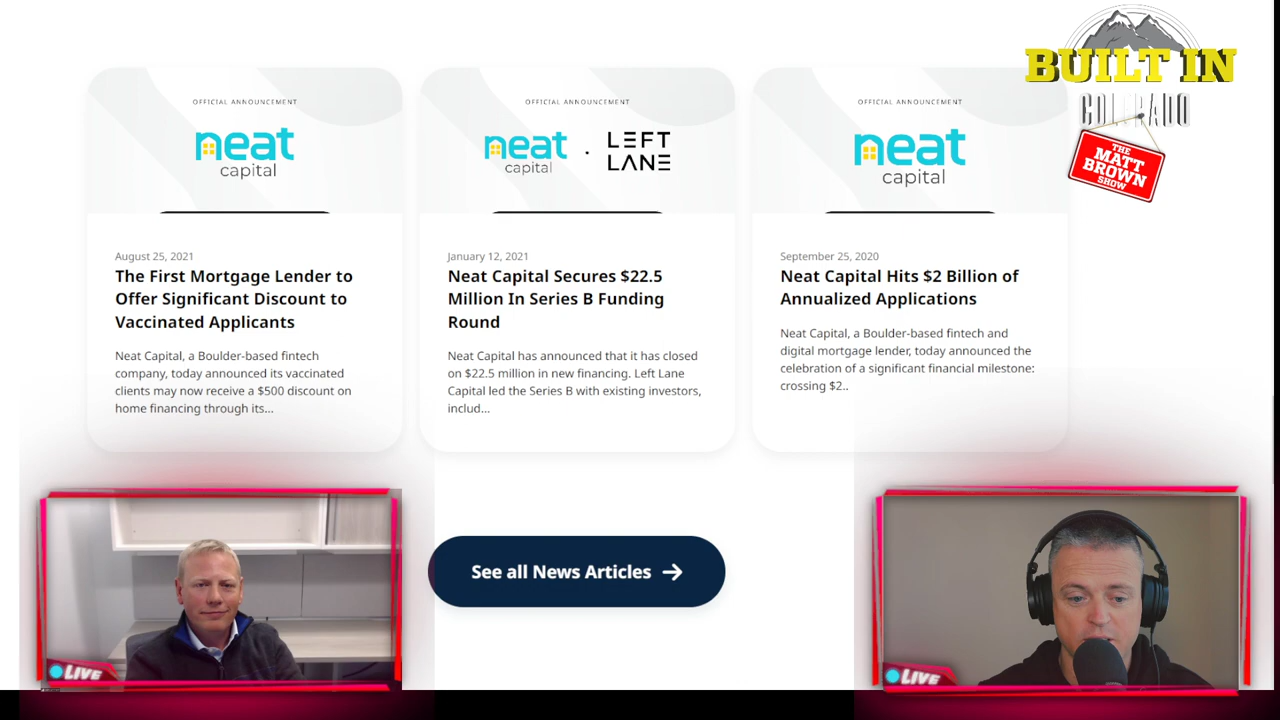 BUILT IN
COLORADO
THE
MATT
BROWN
SHOW
OFFICIAL ANNOUNCEMENT
neat
capital
August 25, 2021
The First Mortgage Lender to
Offer Significant Discount to
Vaccinated Applicants
Neat Capital, a Boulder-based fintech
company, today announced its vaccinated
clients may now receive a $500 discount on
home financing through its...
OFFICIAL ANNOUNCEMENT
neat
capital
· LEFT
LANE
January 12, 2021
Neat Capital Secures $22.5
Million In Series B Funding
Round
Neat Capital has announced that it has closed
on $22.5 million in new financing. Left Lane
Capital led the Series B with existing investors,
includ...
OFFICIAL ANNOUNCEMENT
neat
capital
September 25, 2020
Neat Capital Hits $2 Billion of
Annualized Applications
Neat Capital, a Boulder-based fintech and
digital mortgage lender, today announced the
celebration of a significant financial milestone:
crossing $2..
See all News Articles →
LIVE
LIVE